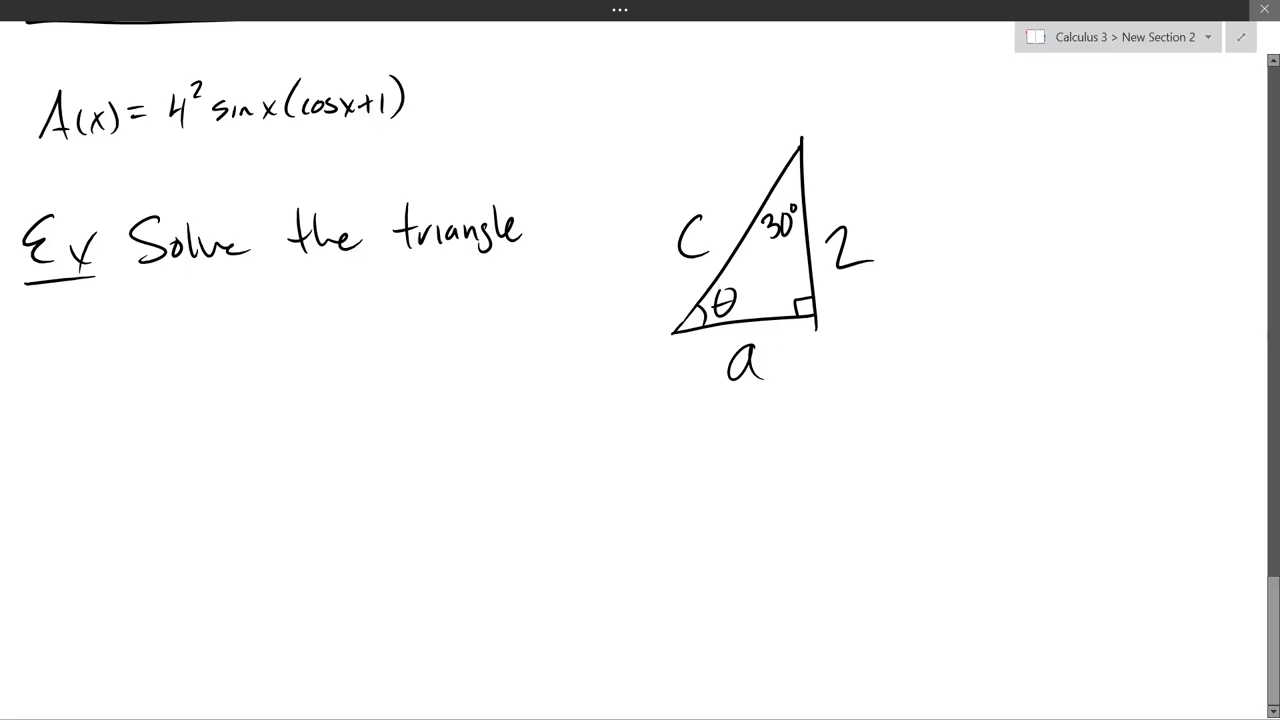 Calculus 3 > New Section 2
A(x) = 4² sin x (cos x + 1)
Ex Solve the triangle
30°
C
2
θ
a